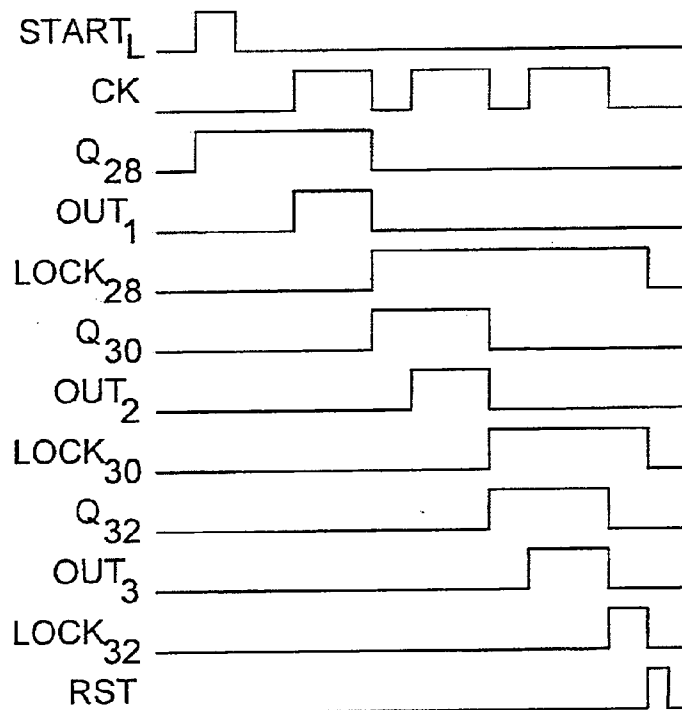 START_L
CK
Q_28
OUT_1
LOCK_28
Q_30
OUT_2
LOCK_30
Q_32
OUT_3
LOCK_32
RST